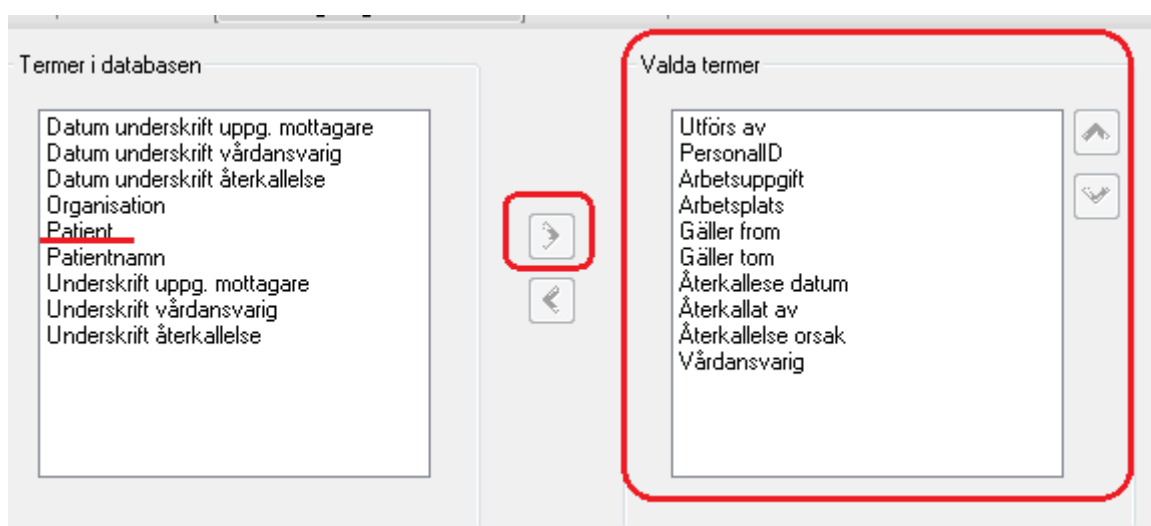 Termer i databasen
Datum underskrift uppg. mottagare
Datum underskrift vårdansvarig
Datum underskrift återkallelse
Organisation
Patient
Patientnamn
Underskrift uppg. mottagare
Underskrift vårdansvarig
Underskrift återkallelse
Valda termer
Utförs av
PersonalID
Arbetsuppgift
Arbetsplats
Gäller from
Gäller tom
Återkallese datum
Återkallat av
Återkallelse orsak
Vårdansvarig